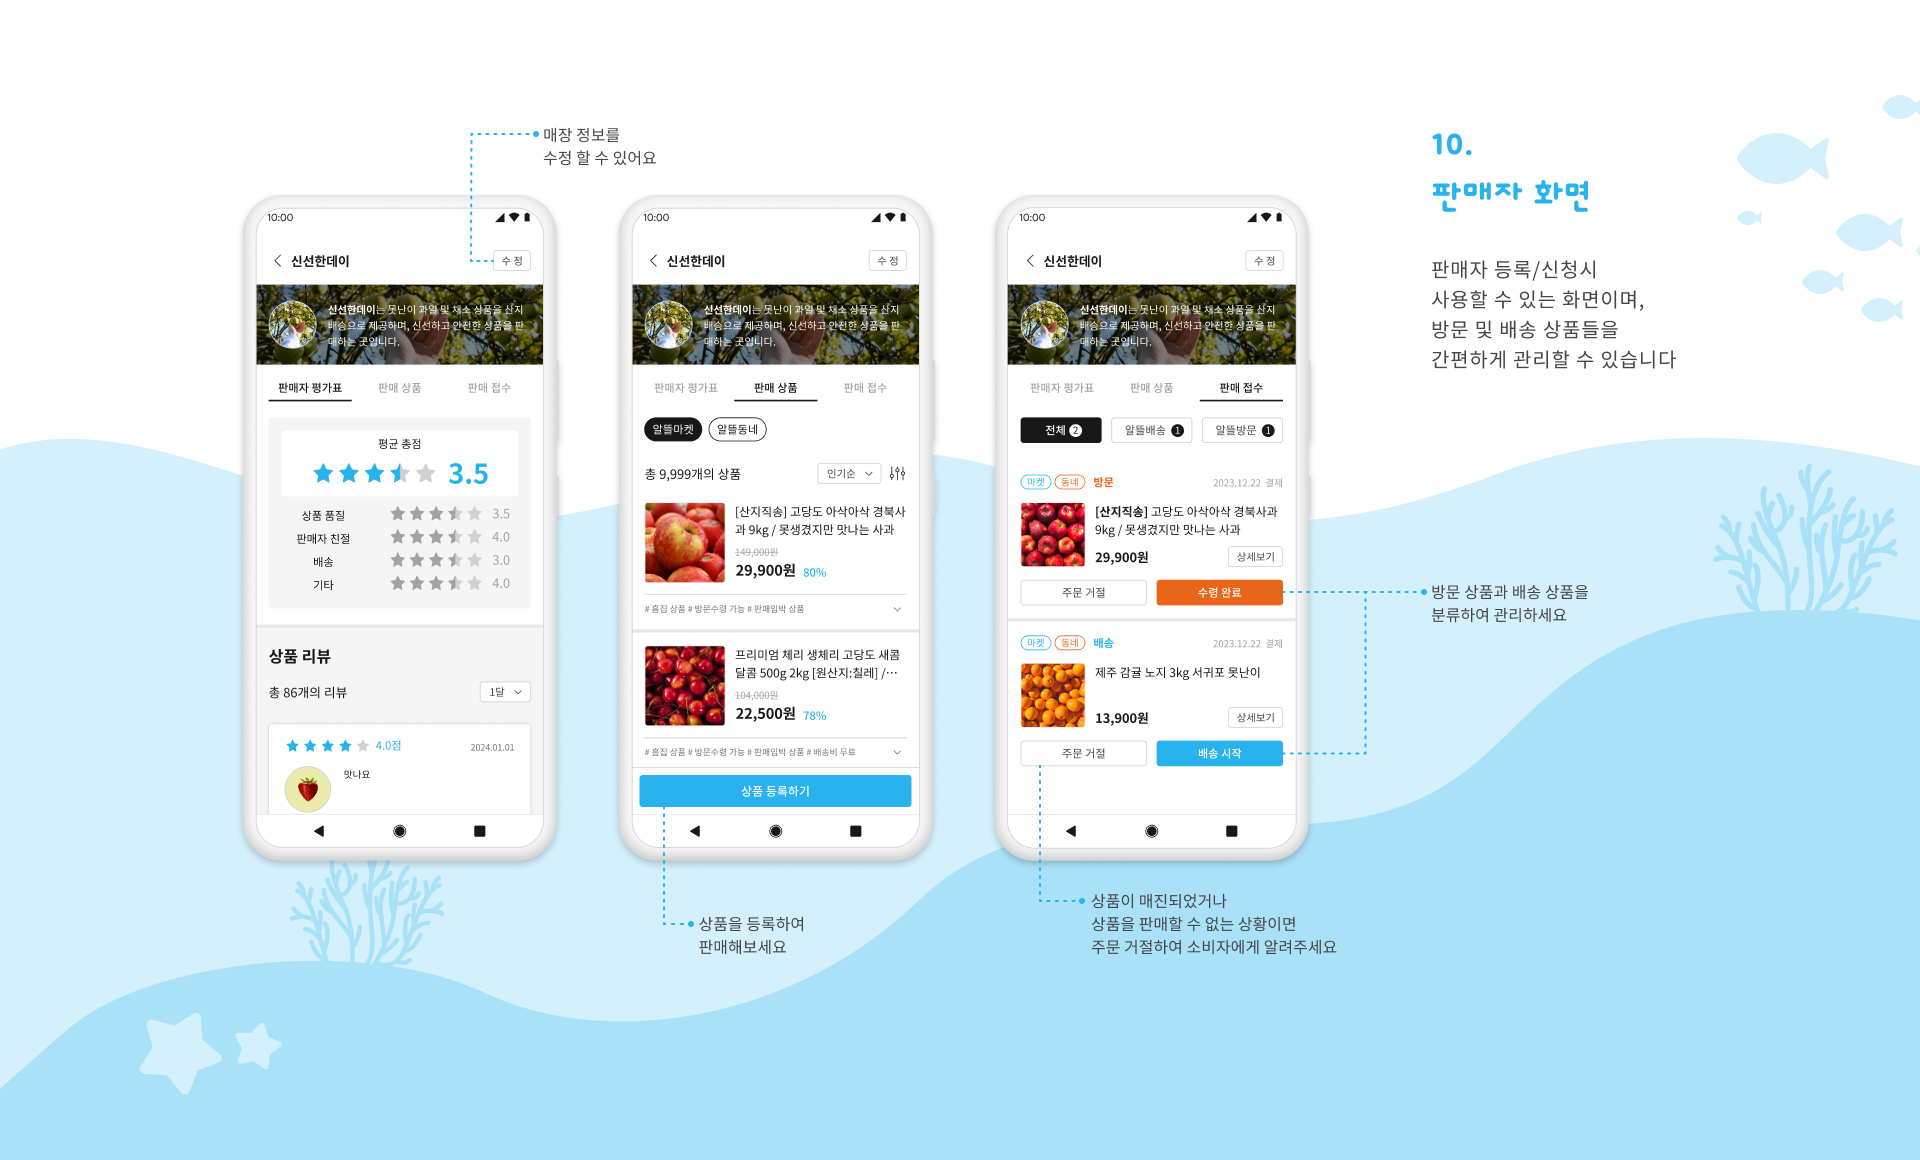 매장 정보를
수정 할 수 있어요
10.
판매자 화면
판매자 등록/신청시
사용할 수 있는 화면이며,
방문 및 배송 상품들을
간편하게 관리할 수 있습니다
10:00
신선한데이
수 정
신선한데이는 못난이 과일 및 채소 상품을 산지
배송으로 제공하며, 신선하고 안전한 상품을 판
매하는 곳입니다.
판매자 평가표 판매 상품 판매 접수
평균 총점
3.5
상품 품질 3.5
판매자 친절 4.0
배송 3.0
기타 4.0
상품 리뷰
총 86개의 리뷰
1달
4.0점
2024.01.01
맛나요
10:00
신선한데이
수 정
신선한데이는 못난이 과일 및 채소 상품을 산지
배송으로 제공하며, 신선하고 안전한 상품을 판
매하는 곳입니다.
판매자 평가표 판매 상품 판매 접수
알뜰마켓 알뜰동네
총 9,999개의 상품
인기순
[산지직송] 고당도 아삭아삭 경북사
과 9kg / 못생겼지만 맛나는 사과
149,000원
29,900원 80%
# 흠집 상품 # 방문수령 가능 # 판매임박 상품
프리미엄 체리 생체리 고당도 새콤
달콤 500g 2kg [원산지:칠레] /…
104,000원
22,500원 78%
# 흠집 상품 # 방문수령 가능 # 판매임박 상품 # 배송비 무료
상품 등록하기
상품을 등록하여
판매해보세요
10:00
신선한데이
수 정
신선한데이는 못난이 과일 및 채소 상품을 산지
배송으로 제공하며, 신선하고 안전한 상품을 판
매하는 곳입니다.
판매자 평가표 판매 상품 판매 접수
전체 2 알뜰배송 1 알뜰방문 1
마켓 동네 방문 2023.12.22 결제
[산지직송] 고당도 아삭아삭 경북사과
9kg / 못생겼지만 맛나는 사과
29,900원
상세보기
주문 거절 수령 완료
마켓 동네 배송 2023.12.22 결제
제주 감귤 노지 3kg 서귀포 못난이
13,900원
상세보기
주문 거절 배송 시작
방문 상품과 배송 상품을
분류하여 관리하세요
상품이 매진되었거나
상품을 판매할 수 없는 상황이면
주문 거절하여 소비자에게 알려주세요